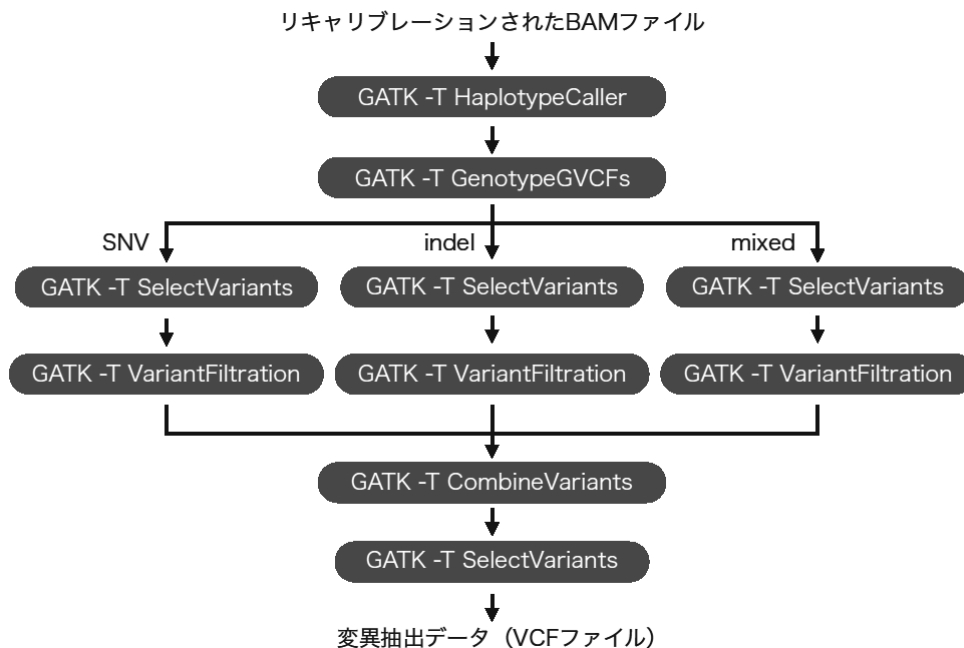 リキャリブレーションされたBAMファイル
GATK -T HaplotypeCaller
GATK -T GenotypeGVCFs
SNV indel mixed
GATK -T SelectVariants GATK -T SelectVariants GATK -T SelectVariants
GATK -T VariantFiltration GATK -T VariantFiltration GATK -T VariantFiltration
GATK -T CombineVariants
GATK -T SelectVariants
変異抽出データ（VCFファイル）